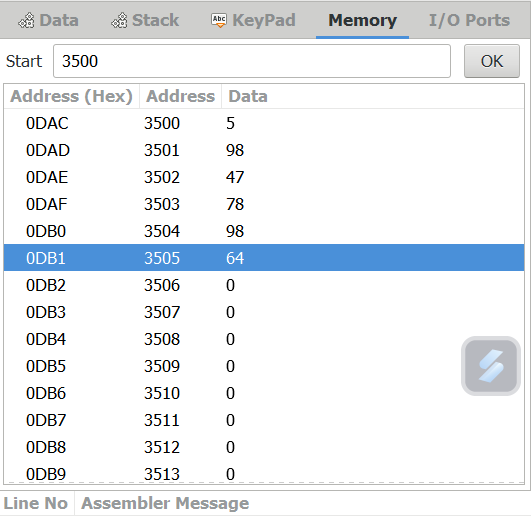 Data Stack Abc KeyPad Memory I/O Ports
Start 3500 OK
Address (Hex) Address Data
0DAC 3500 5
0DAD 3501 98
0DAE 3502 47
0DAF 3503 78
0DB0 3504 98
0DB1 3505 64
0DB2 3506 0
0DB3 3507 0
0DB4 3508 0
0DB5 3509 0
0DB6 3510 0
0DB7 3511 0
0DB8 3512 0
0DB9 3513 0
Line No Assembler Message